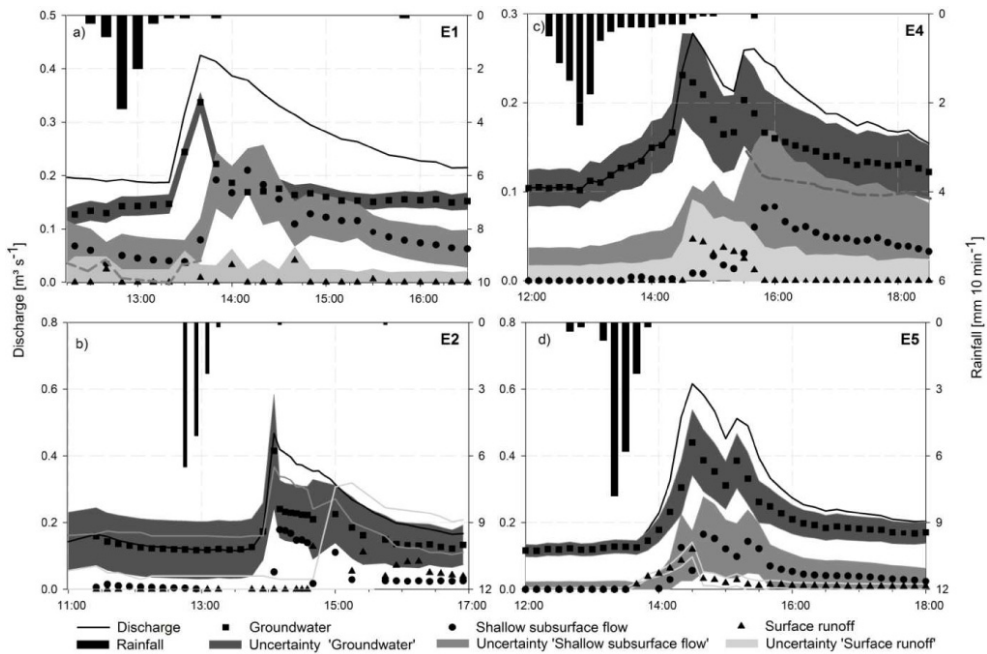 0.5 0 0.3 0
a) E1 c) E4
0.4 2
0.3 4 0.2 2
0.2 6
0.1 8 0.1 4
0.0 10 0.0 6
13:00 14:00 15:00 16:00 12:00 14:00 16:00 18:00
Discharge [m³ s⁻¹]
Rainfall [mm 10 min⁻¹]
0.8 0 0.8 0
b) E2 d) E5
0.6 3 0.6 3
0.4 6 0.4 6
0.2 9 0.2 9
0.0 12 0.0 12
11:00 13:00 15:00 17:00 12:00 14:00 16:00 18:00
Discharge Groundwater Shallow subsurface flow Surface runoff
Rainfall Uncertainty 'Groundwater' Uncertainty 'Shallow subsurface flow' Uncertainty 'Surface runoff'